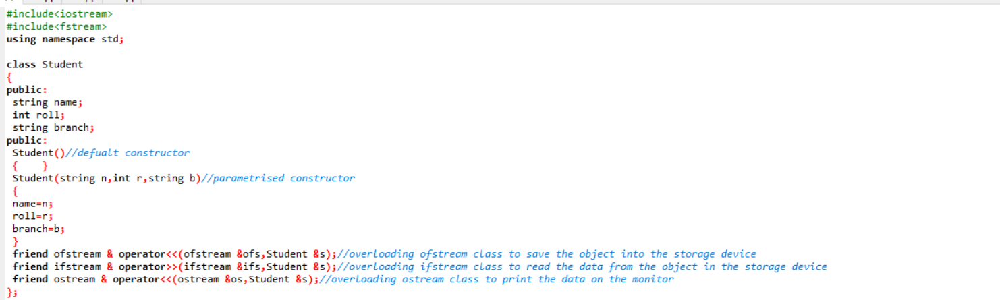 #include<iostream>
#include<fstream>
using namespace std;
class Student
{
public:
string name;
int roll;
string branch;
public:
Student()//defualt constructor
{    }
Student(string n,int r,string b)//parametrised constructor
{
name=n;
roll=r;
branch=b;
}
friend ofstream & operator<<(ofstream &ofs,Student &s);//overloading ofstream class to save the object into the storage device
friend ifstream & operator>>(ifstream &ifs,Student &s);//overloading ifstream class to read the data from the object in the storage device
friend ostream & operator<<(ostream &os,Student &s);//overloading ostream class to print the data on the monitor
};